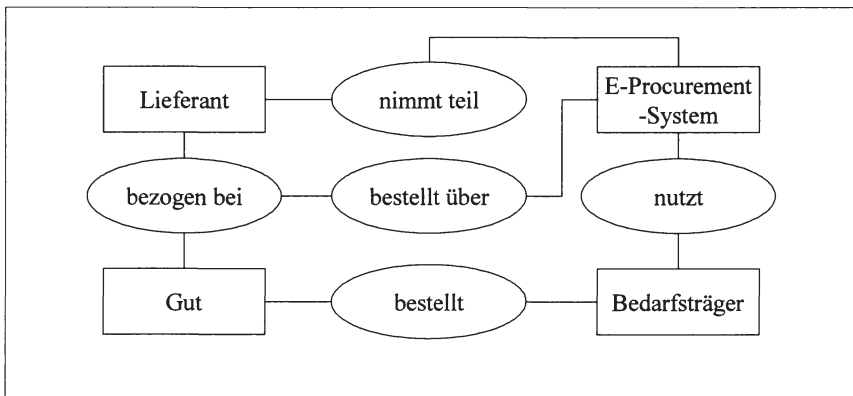 Lieferant
nimmt teil
E-Procurement
-System
bezogen bei
bestellt über
nutzt
Gut
bestellt
Bedarfsträger